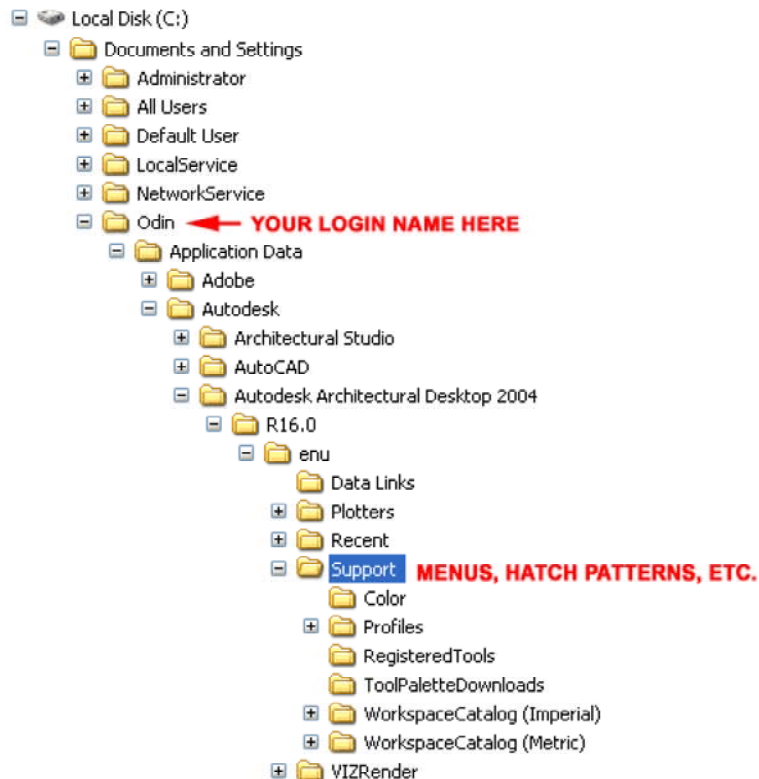 Local Disk (C:)
Documents and Settings
Administrator
All Users
Default User
LocalService
NetworkService
Odin YOUR LOGIN NAME HERE
Application Data
Adobe
Autodesk
Architectural Studio
AutoCAD
Autodesk Architectural Desktop 2004
R16.0
enu
Data Links
Plotters
Recent
Support MENUS, HATCH PATTERNS, ETC.
Color
Profiles
RegisteredTools
ToolPaletteDownloads
WorkspaceCatalog (Imperial)
WorkspaceCatalog (Metric)
VIZRender